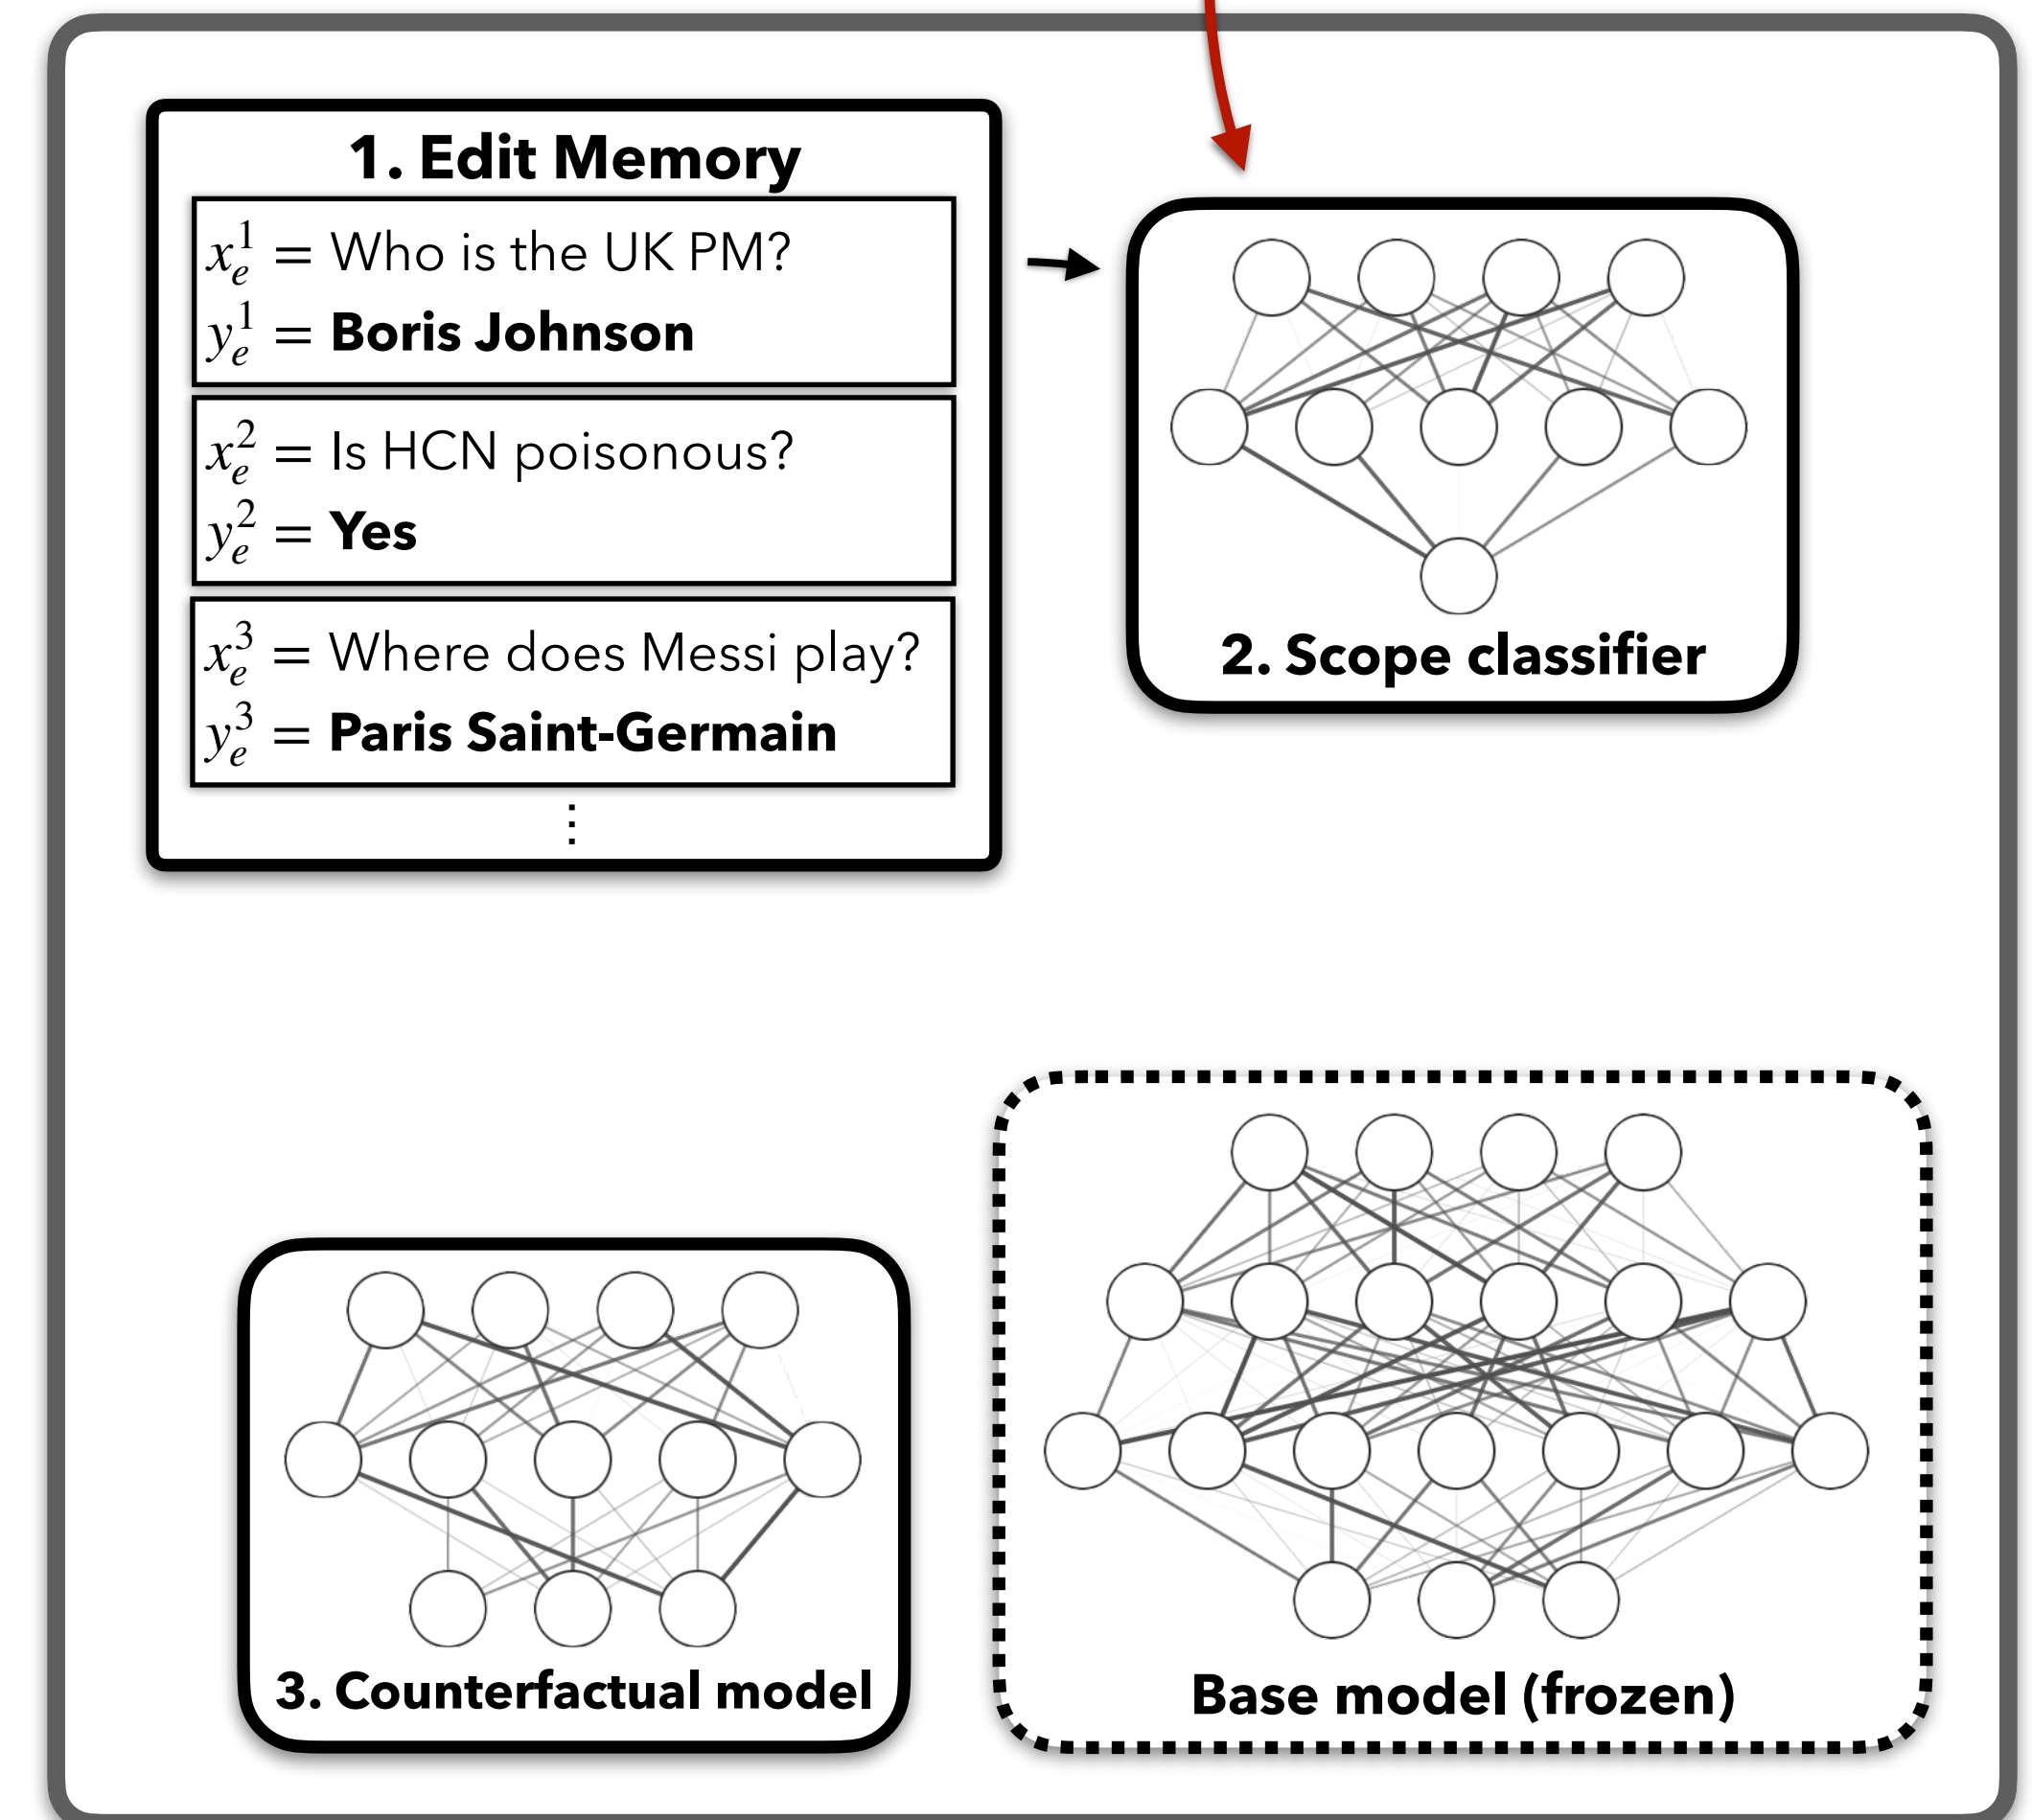 1. Edit Memory
x_e^1 = Who is the UK PM?
y_e^1 = Boris Johnson
x_e^2 = Is HCN poisonous?
y_e^2 = Yes
x_e^3 = Where does Messi play?
y_e^3 = Paris Saint-Germain
⋮
2. Scope classifier
3. Counterfactual model
Base model (frozen)